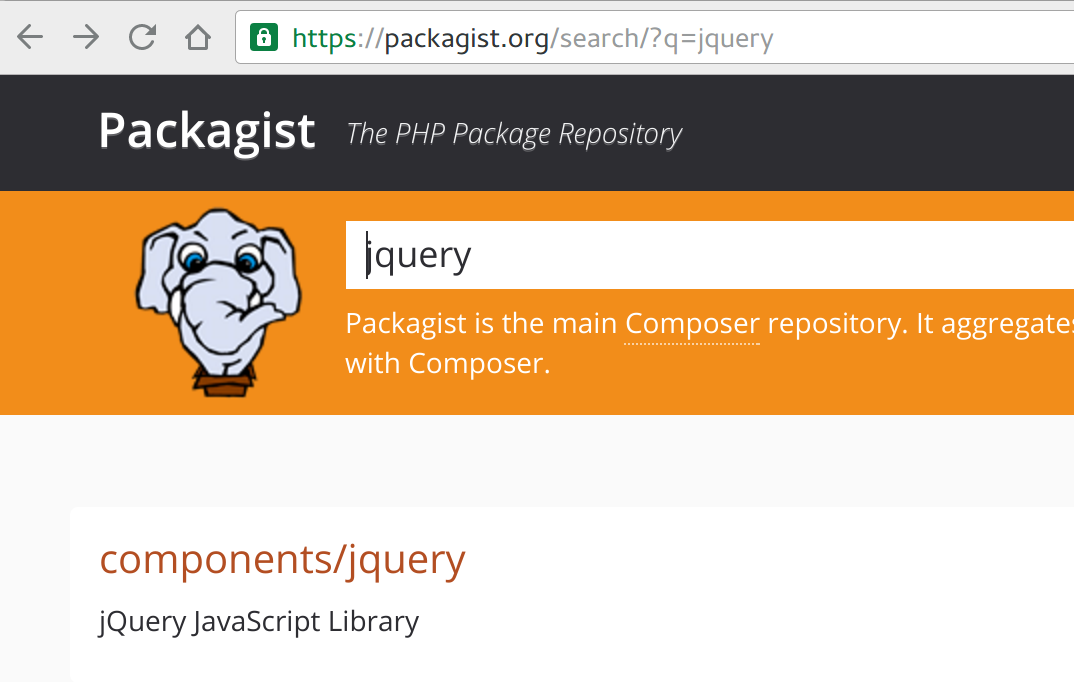 https://packagist.org/search/?q=jquery
Packagist The PHP Package Repository
jquery
Packagist is the main Composer repository. It aggregates
with Composer.
components/jquery
jQuery JavaScript Library